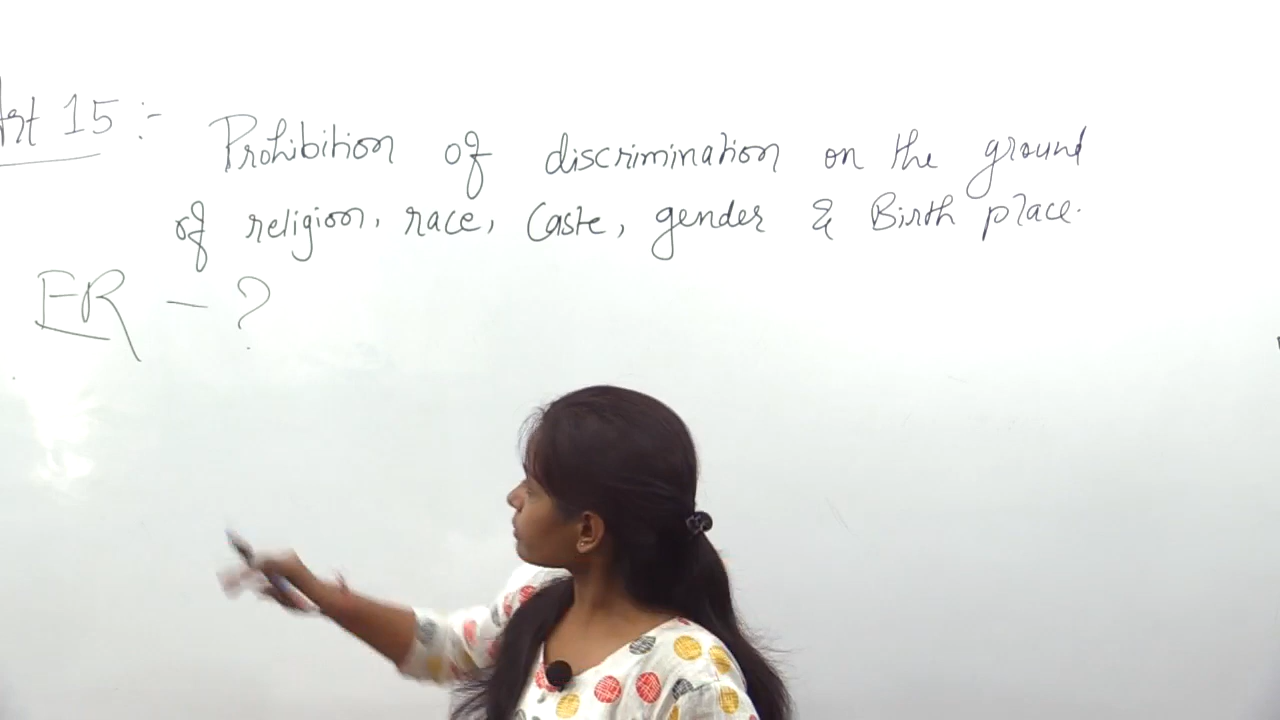 Art 15 :-
Prohibition of discrimination on the ground
of religion, race, Caste, gender & Birth place.
FR - ?